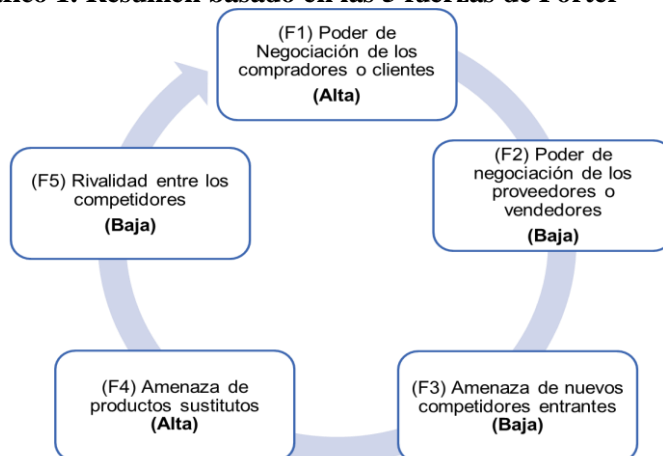 1. Resumen basado en las 5 fuerzas de Porter
(F1) Poder de
Negociación de los
compradores o clientes
(Alta)
(F2) Poder de
negociación de los
proveedores o
vendedores
(Baja)
(F3) Amenaza de nuevos
competidores entrantes
(Baja)
(F4) Amenaza de
productos sustitutos
(Alta)
(F5) Rivalidad entre los
competidores
(Baja)